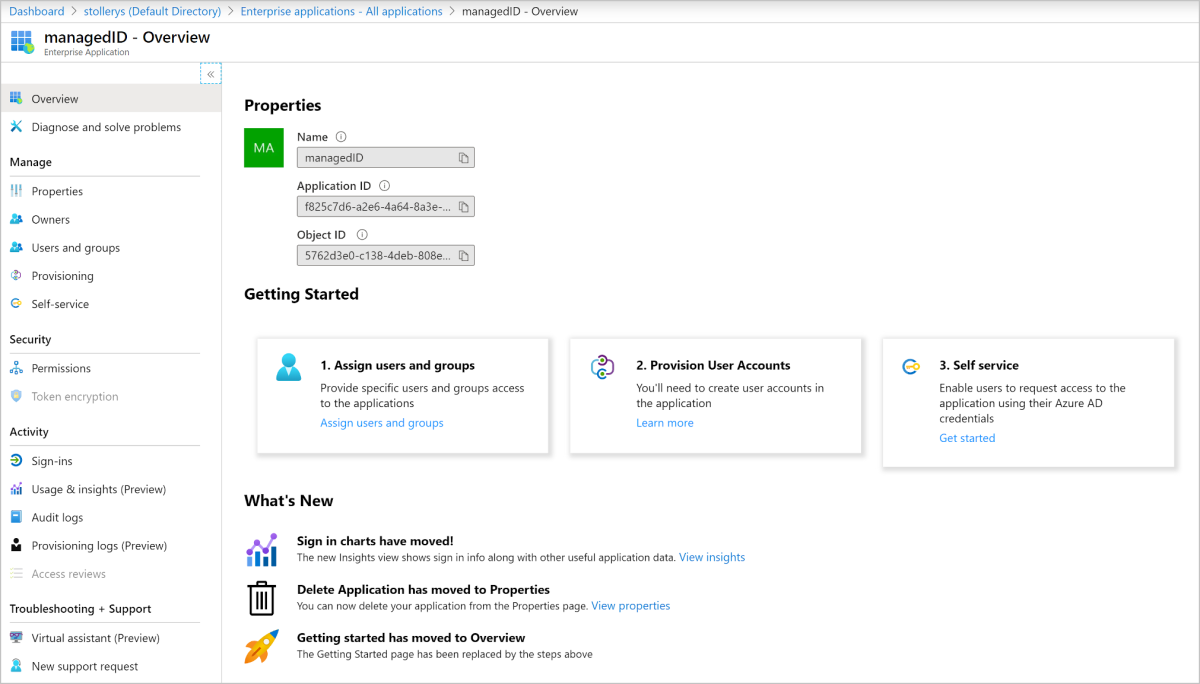 Dashboard > stollerys (Default Directory) > Enterprise applications - All applications > managedID - Overview
managedID - Overview
Enterprise Application
«
Overview
Diagnose and solve problems
Manage
Properties
Owners
Users and groups
Provisioning
Self-service
Security
Permissions
Token encryption
Activity
Sign-ins
Usage & insights (Preview)
Audit logs
Provisioning logs (Preview)
Access reviews
Troubleshooting + Support
Virtual assistant (Preview)
New support request
Properties
MA
Name
managedID
Application ID
f825c7d6-a2e6-4a64-8a3e-...
Object ID
5762d3e0-c138-4deb-808e...
Getting Started
1. Assign users and groups
Provide specific users and groups access
to the applications
Assign users and groups
2. Provision User Accounts
You'll need to create user accounts in
the application
Learn more
3. Self service
Enable users to request access to the
application using their Azure AD
credentials
Get started
What's New
Sign in charts have moved!
The new Insights view shows sign in info along with other useful application data. View insights
Delete Application has moved to Properties
You can now delete your application from the Properties page. View properties
Getting started has moved to Overview
The Getting Started page has been replaced by the steps above